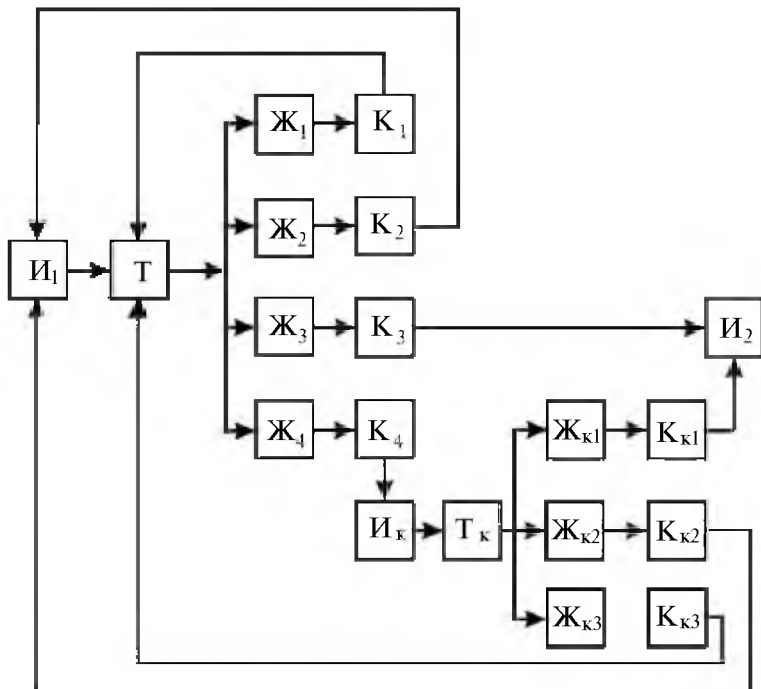 Ж₁ К₁
Ж₂ К₂
И₁ Т
Ж₃ К₃ И₂
Ж₄ К₄ Жк₁ Кк₁
Ик Тк Жк₂ Кк₂
Жк₃ Кк₃